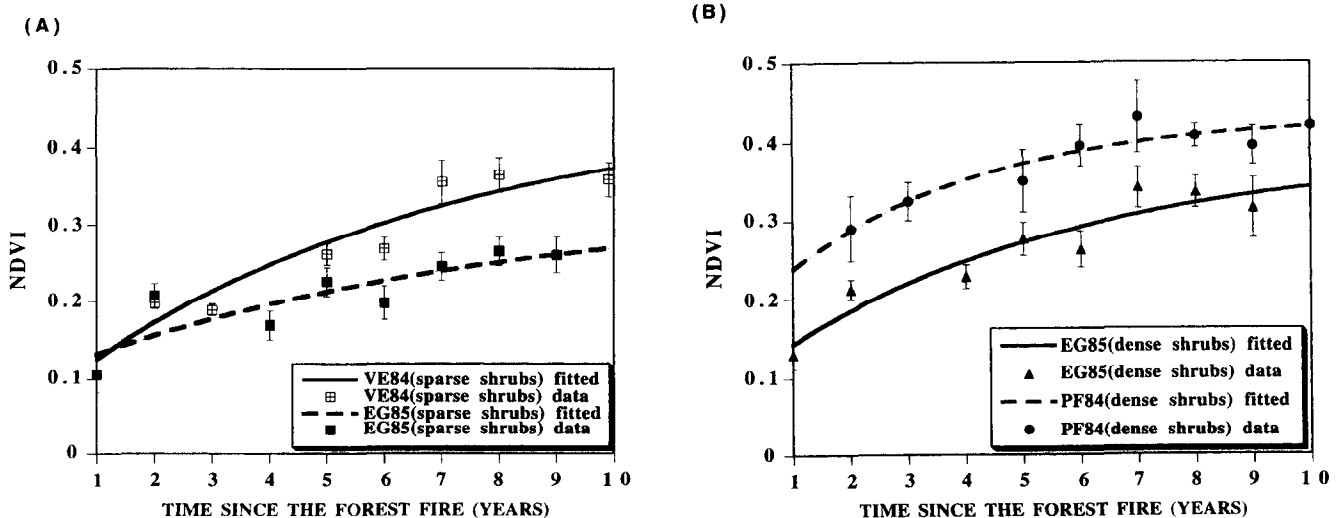 (A)
0.5
0.4
0.3
0.2
0.1
0
NDVI
1 2 3 4 5 6 7 8 9 10
TIME SINCE THE FOREST FIRE (YEARS)
VE84(sparse shrubs) fitted
VE84(sparse shrubs) data
EG85(sparse shrubs) fitted
EG85(sparse shrubs) data
(B)
0.5
0.4
0.3
0.2
0.1
0
NDVI
1 2 3 4 5 6 7 8 9 10
TIME SINCE THE FOREST FIRE (YEARS)
EG85(dense shrubs) fitted
EG85(dense shrubs) data
PF84(dense shrubs) fitted
PF84(dense shrubs) data